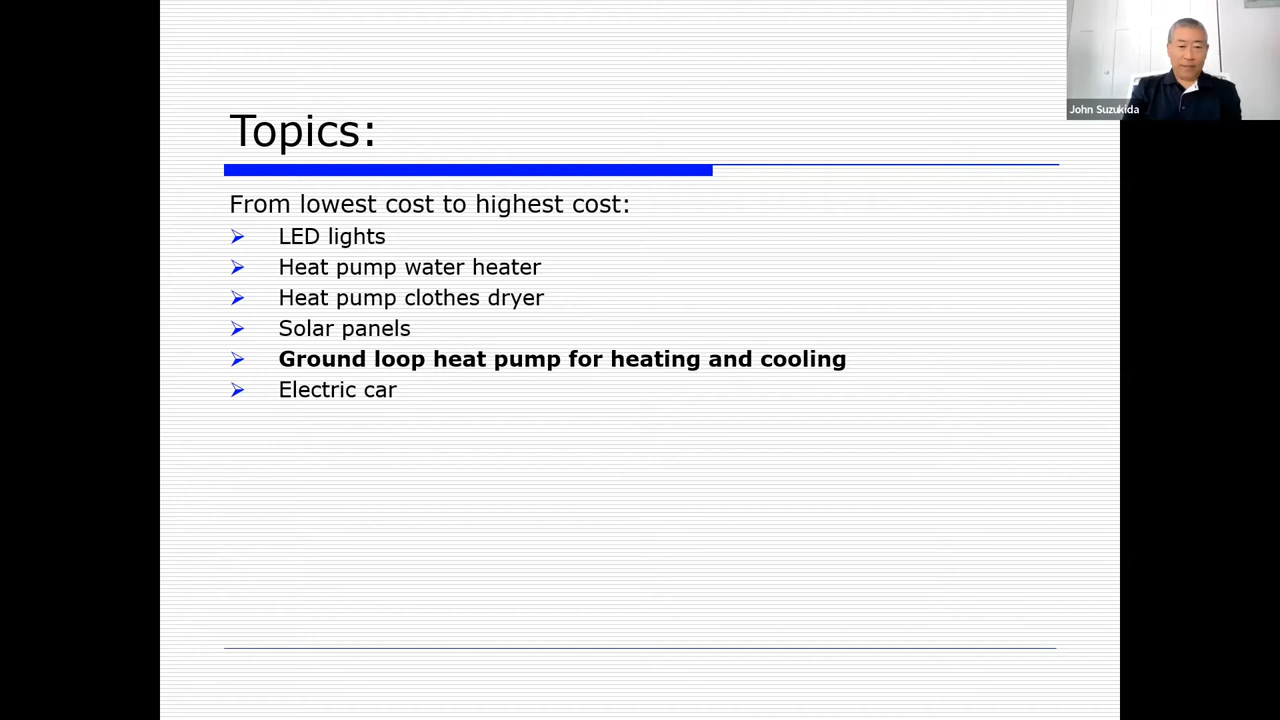 John Suzukida
Topics:
From lowest cost to highest cost:
LED lights
Heat pump water heater
Heat pump clothes dryer
Solar panels
Ground loop heat pump for heating and cooling
Electric car